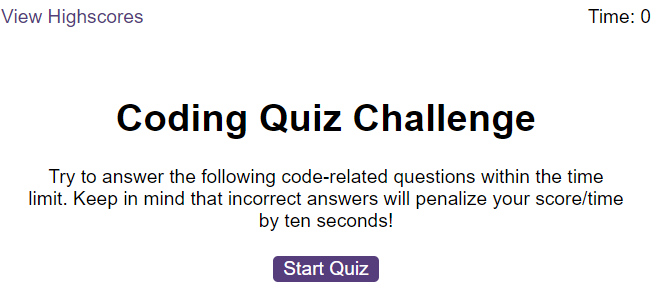 View Highscores
Time: 0
Coding Quiz Challenge
Try to answer the following code-related questions within the time
limit. Keep in mind that incorrect answers will penalize your score/time
by ten seconds!
Start Quiz